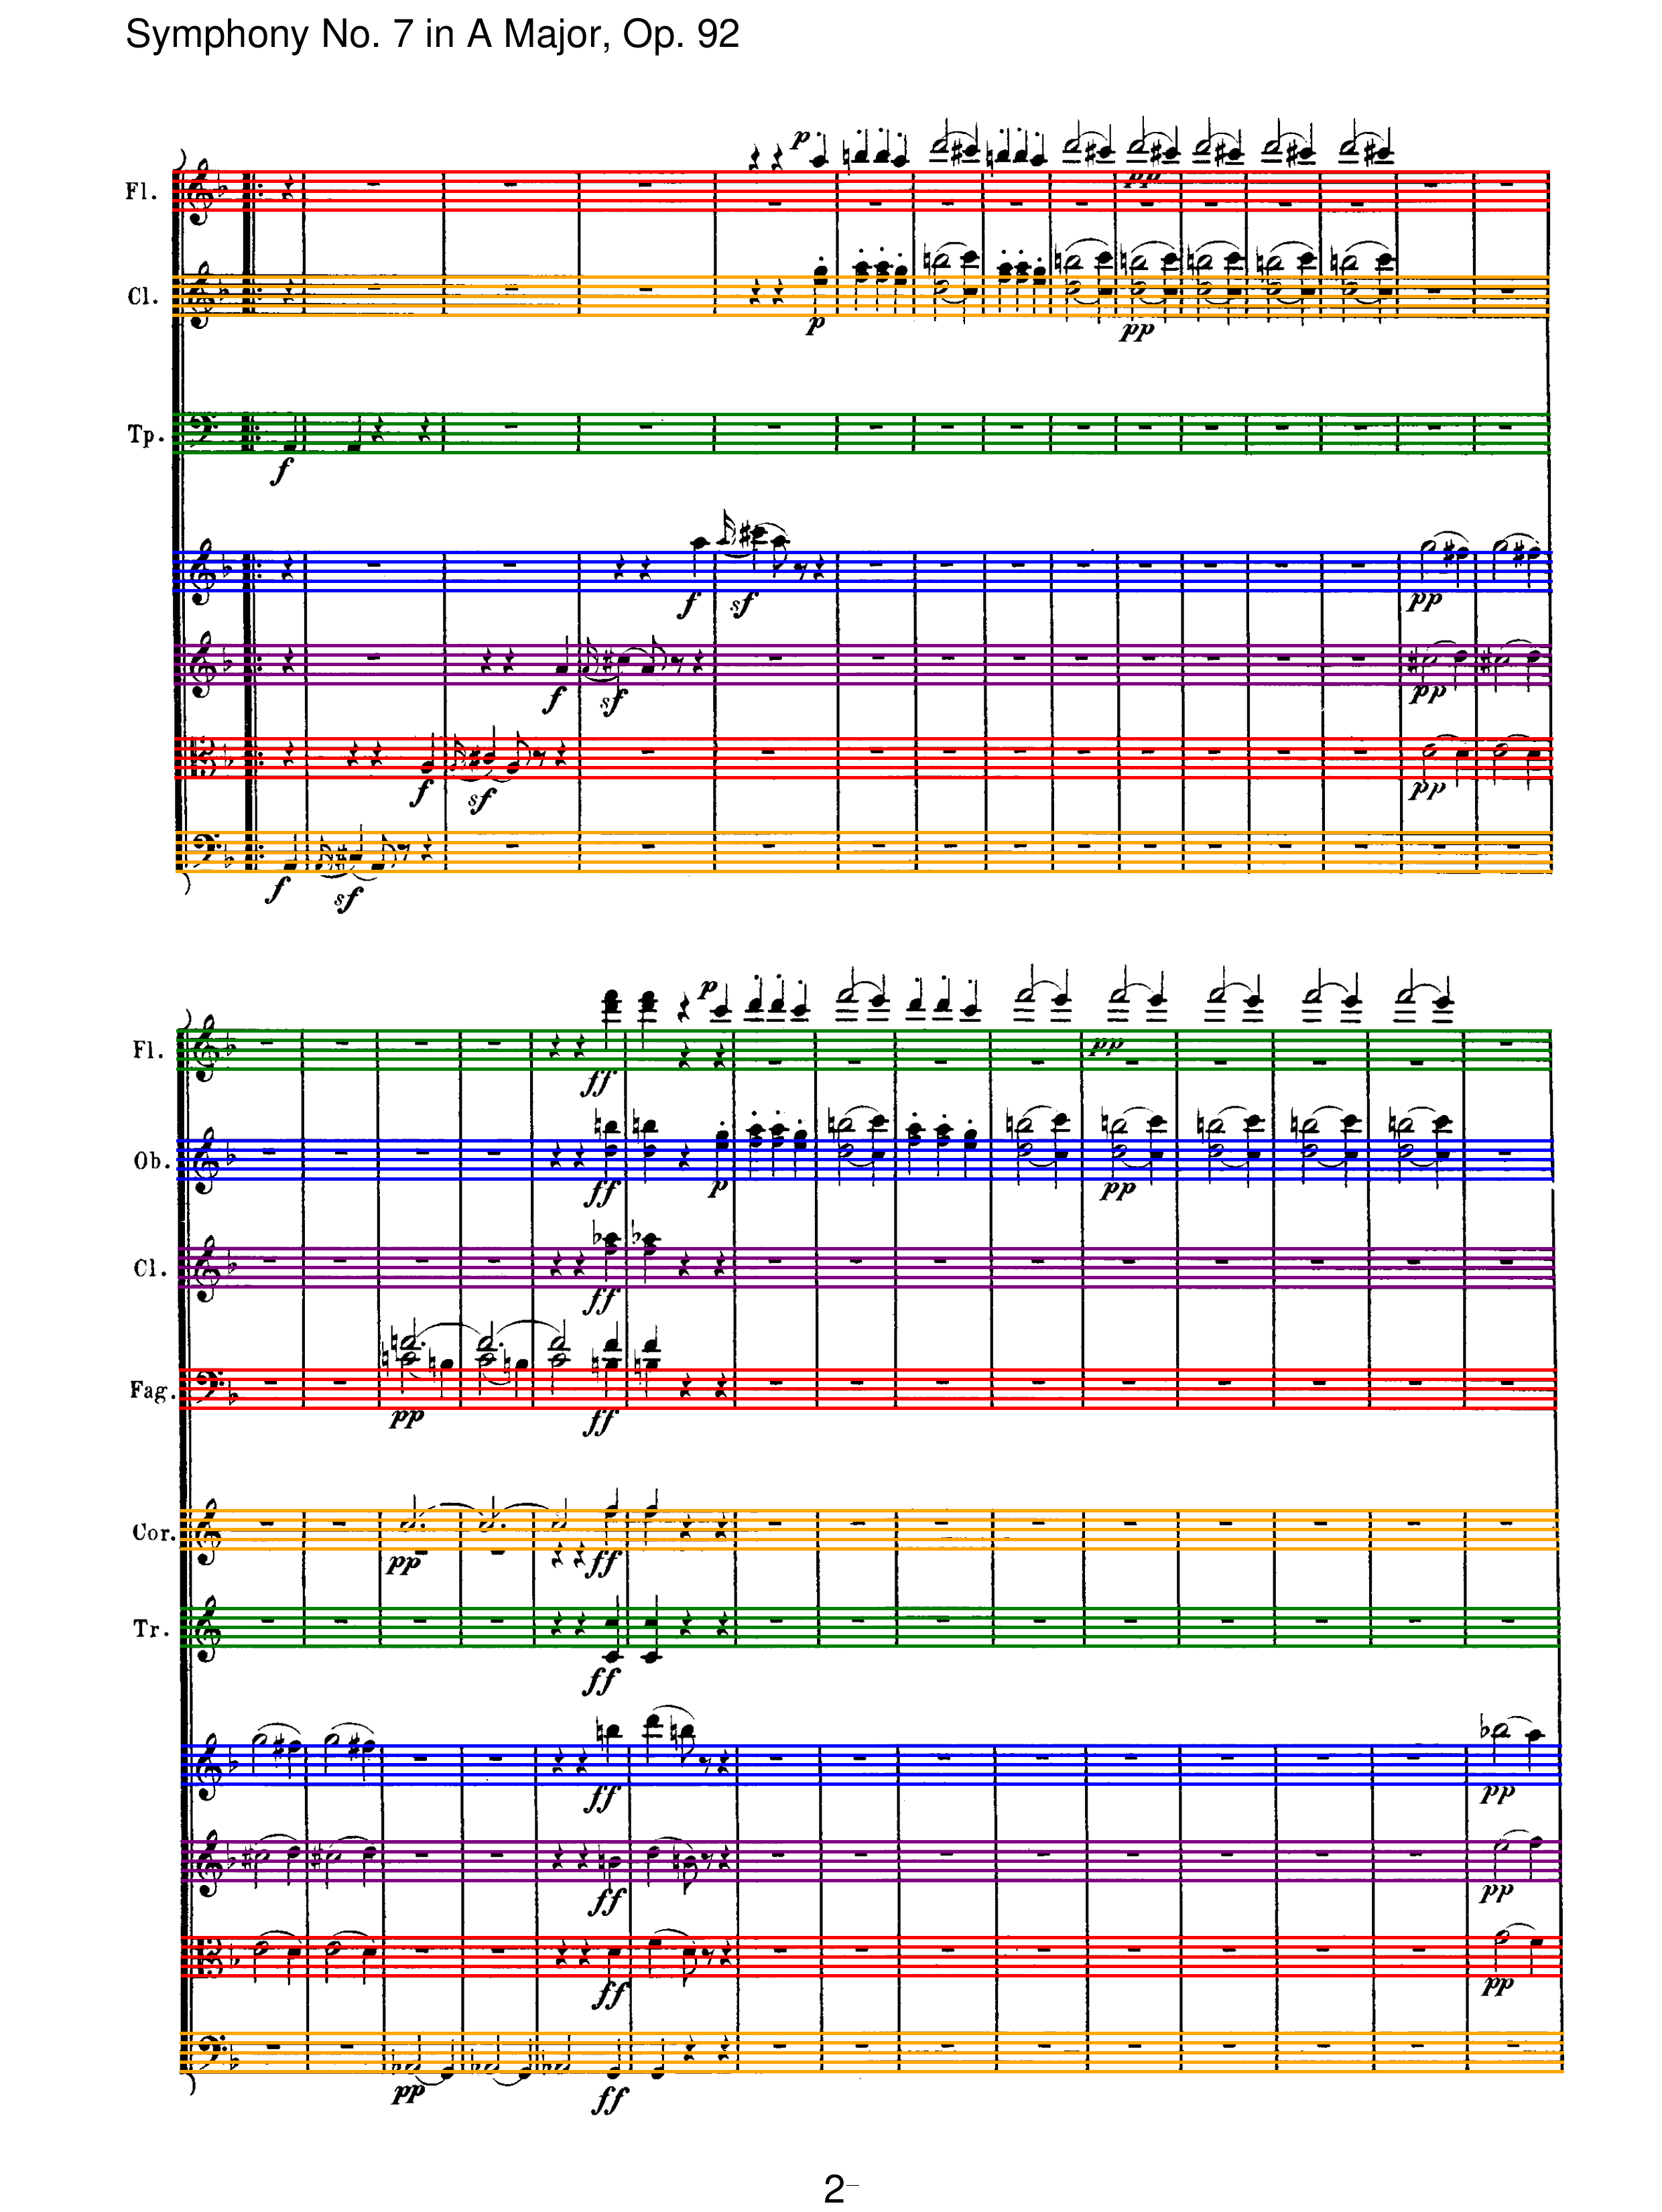 Symphony No. 7 in A Major, Op. 92
p
Fl.
pp
Cl.
p
pp
Tp.
f
f
sf
pp
f
sf
pp
f
sf
pp
f
sf
p
Fl.
ff
pp
Ob.
ff
p
pp
Cl.
ff
Fag.
pp
ff
Cor.
pp
ff
Tr.
ff
ff
pp
ff
pp
ff
pp
pp
ff
2